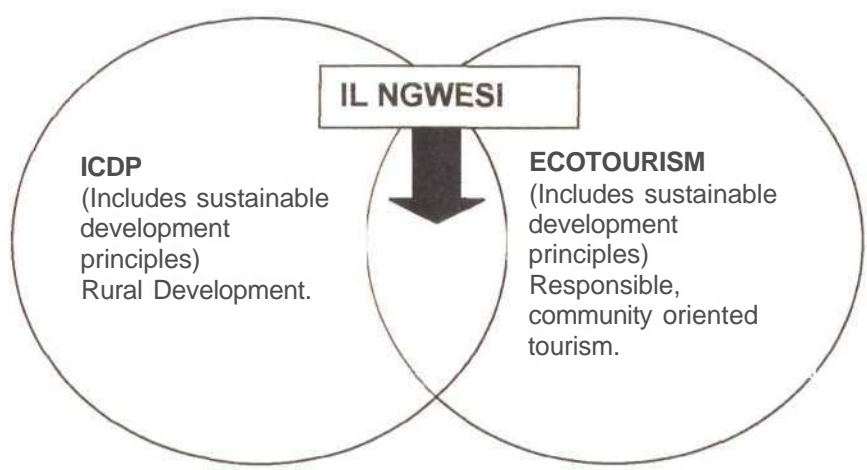 IL NGWESI
ICDP
(Includes sustainable
development
principles)
Rural Development.
ECOTOURISM
(Includes sustainable
development
principles)
Responsible,
community oriented
tourism.